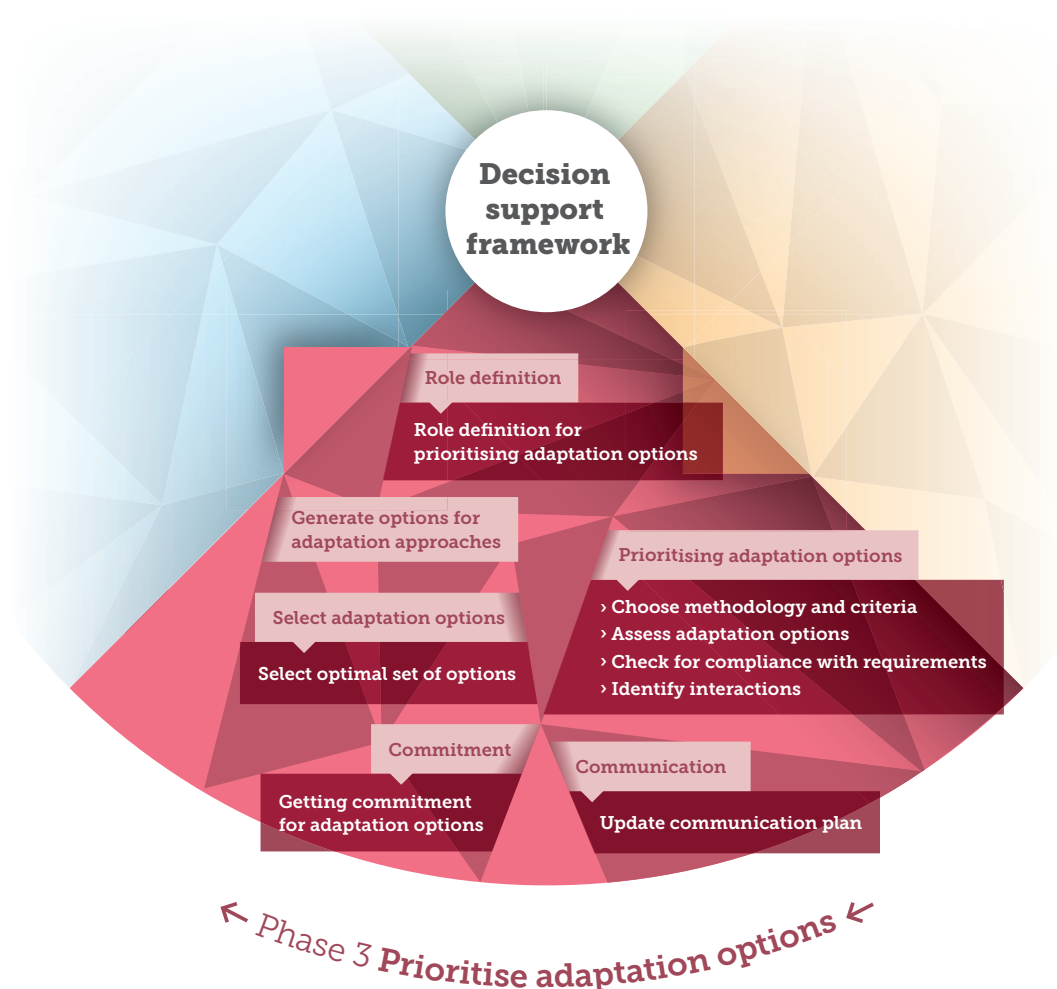 Decision
support
framework
Role definition
Role definition for
prioritising adaptation options
Generate options for
adaptation approaches
Prioritising adaptation options
› Choose methodology and criteria
› Assess adaptation options
› Check for compliance with requirements
› Identify interactions
Select adaptation options
Select optimal set of options
Commitment
Getting commitment
for adaptation options
Communication
Update communication plan
← Phase 3 Prioritise adaptation options ←